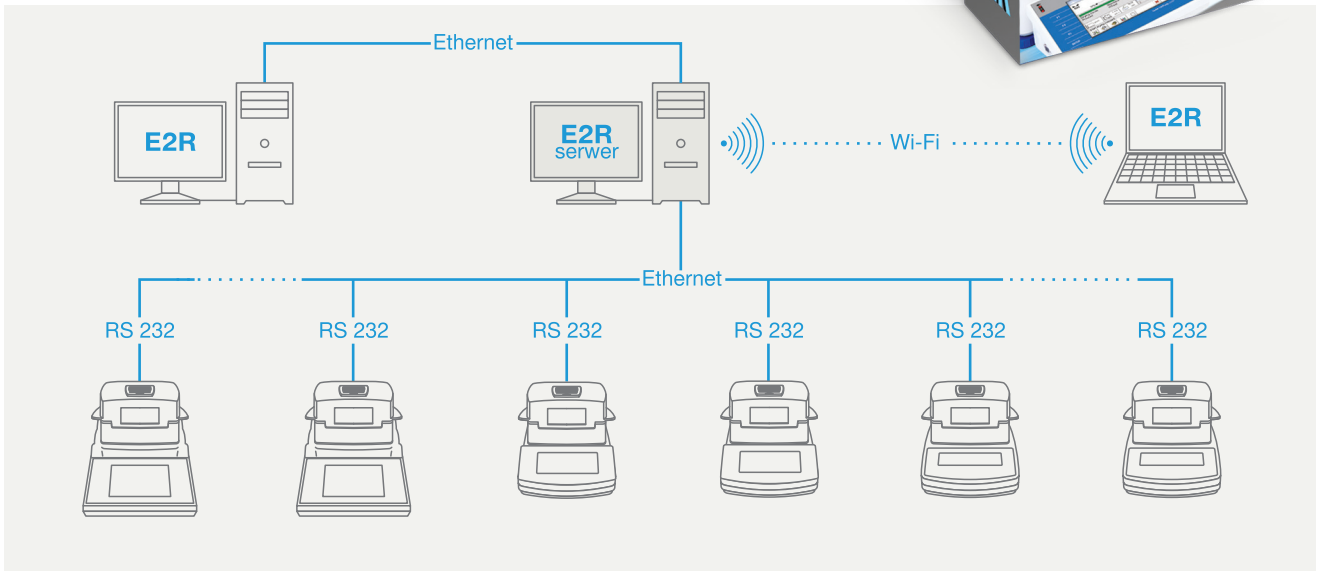 Ethernet
E2R
E2R
serwer
Wi-Fi
E2R
Ethernet
RS 232
RS 232
RS 232
RS 232
RS 232
RS 232